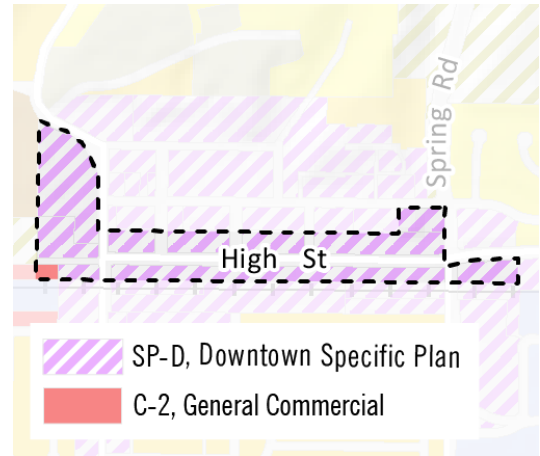 Spring Rd
High St
SP-D, Downtown Specific Plan
C-2, General Commercial